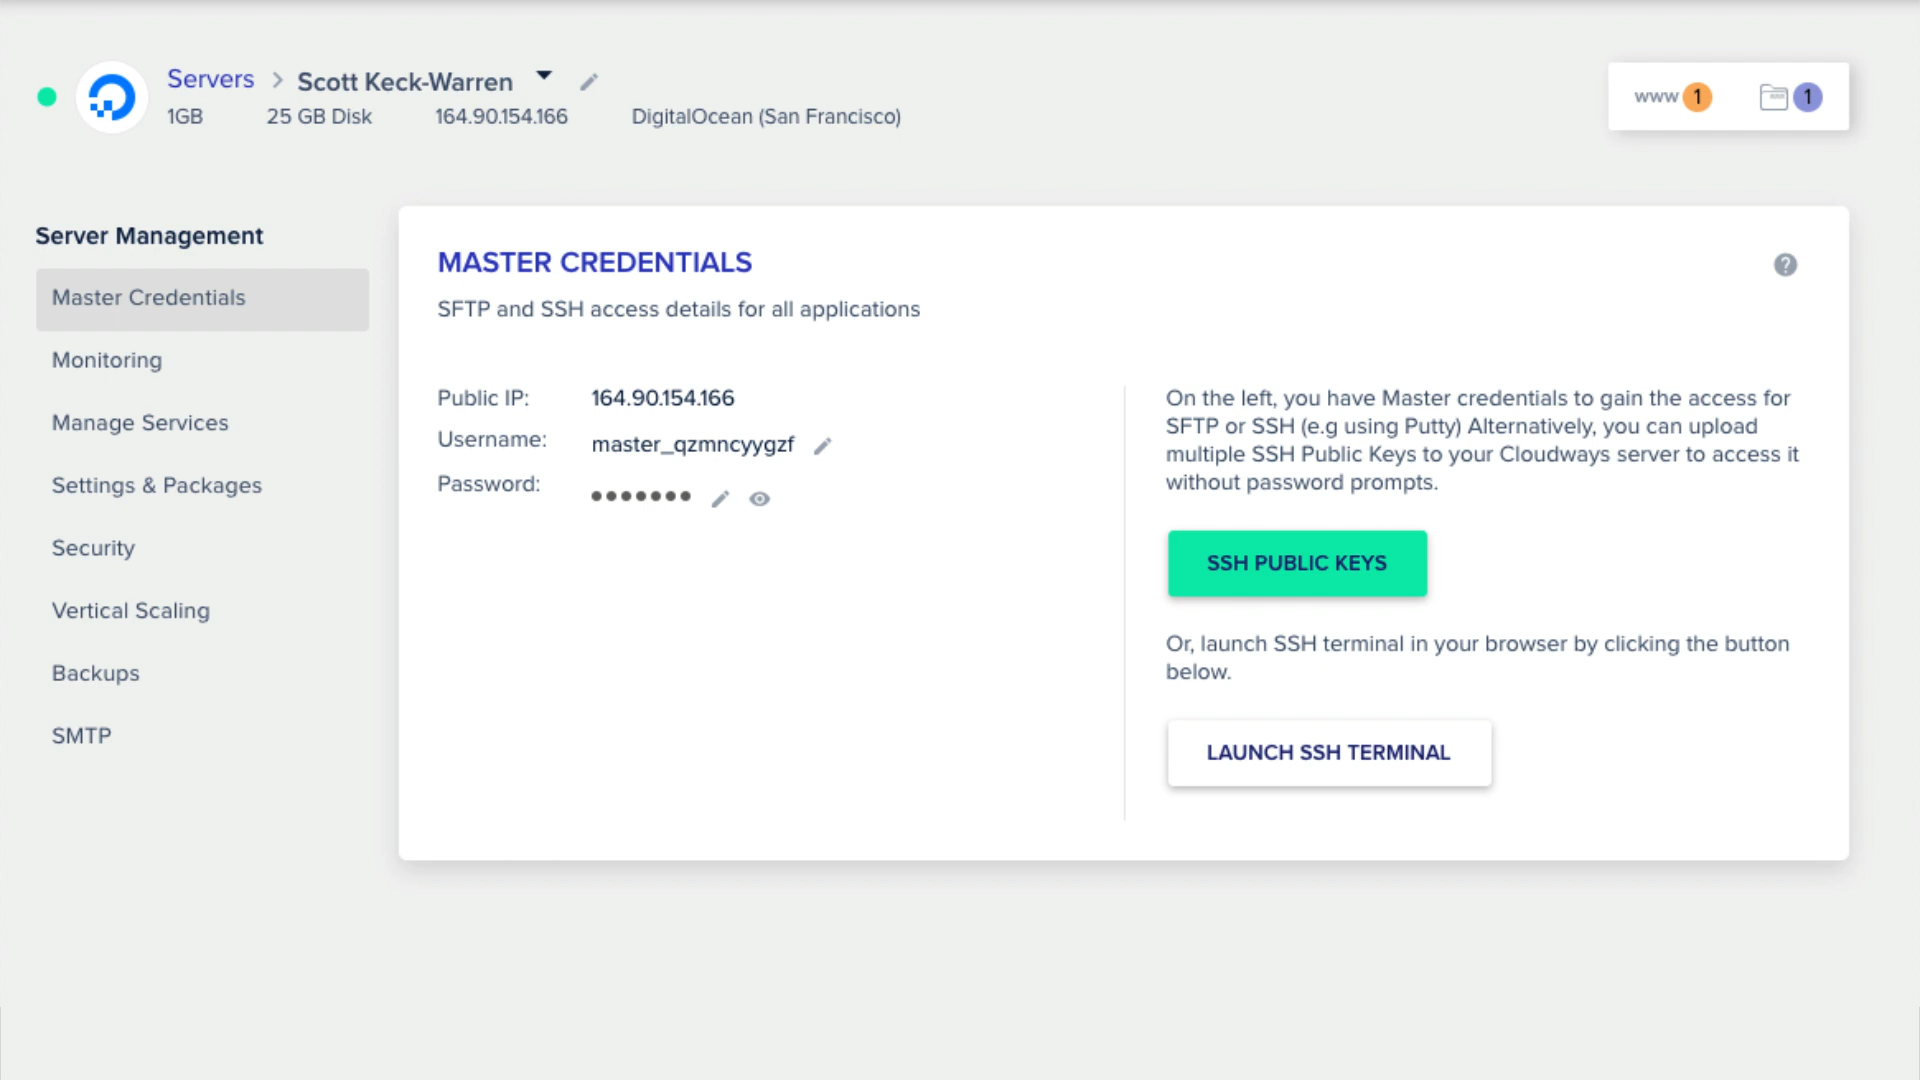 Servers > Scott Keck-Warren
1GB 25 GB Disk 164.90.154.166 DigitalOcean (San Francisco)
www 1 1
Server Management
Master Credentials
Monitoring
Manage Services
Settings & Packages
Security
Vertical Scaling
Backups
SMTP
MASTER CREDENTIALS
?
SFTP and SSH access details for all applications
Public IP: 164.90.154.166
Username: master_qzmncyygzf
Password: •••••••
On the left, you have Master credentials to gain the access for
SFTP or SSH (e.g using Putty) Alternatively, you can upload
multiple SSH Public Keys to your Cloudways server to access it
without password prompts.
SSH PUBLIC KEYS
Or, launch SSH terminal in your browser by clicking the button
below.
LAUNCH SSH TERMINAL